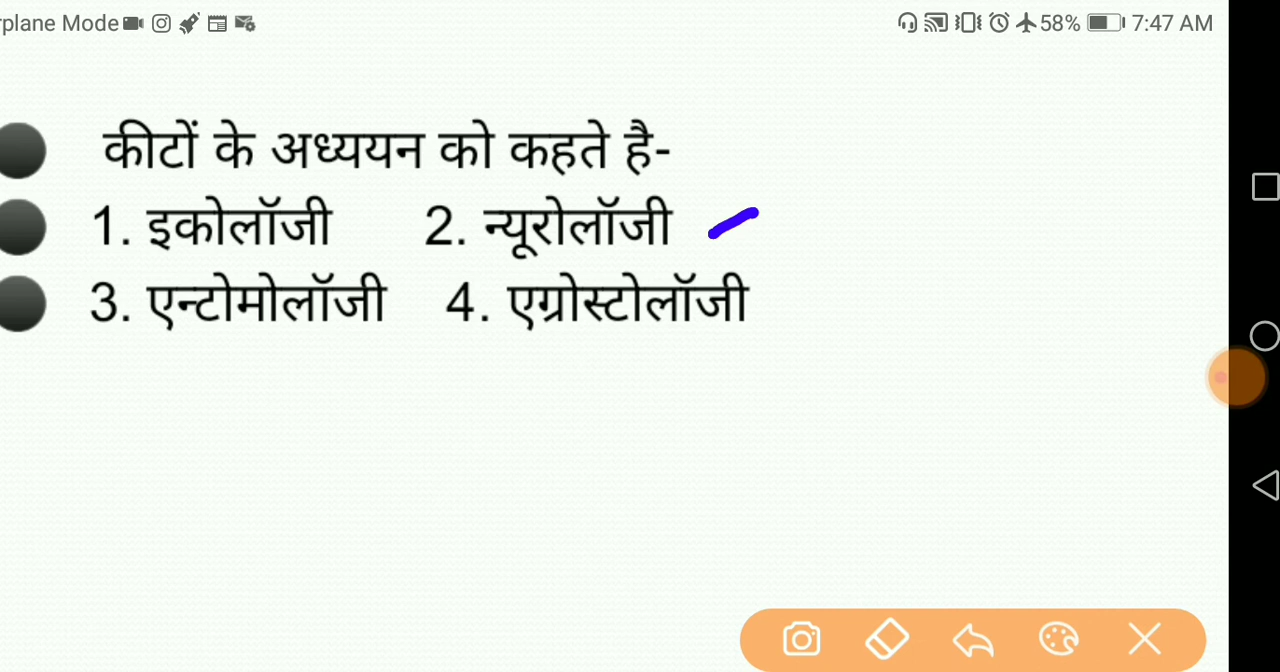 rplane Mode 58% 7:47 AM
कीटों के अध्ययन को कहते है-
1. इकोलॉजी 2. न्यूरोलॉजी
3. एन्टोमोलॉजी 4. एग्रोस्टोलॉजी